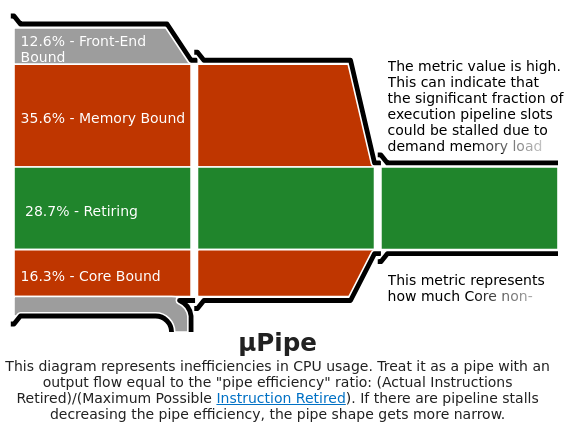 12.6% - Front-End
Bound
35.6% - Memory Bound
28.7% - Retiring
16.3% - Core Bound
The metric value is high.
This can indicate that
the significant fraction of
execution pipeline slots
could be stalled due to
demand memory load
This metric represents
how much Core non-
µPipe
This diagram represents inefficiencies in CPU usage. Treat it as a pipe with an
output flow equal to the "pipe efficiency" ratio: (Actual Instructions
Retired)/(Maximum Possible Instruction Retired). If there are pipeline stalls
decreasing the pipe efficiency, the pipe shape gets more narrow.